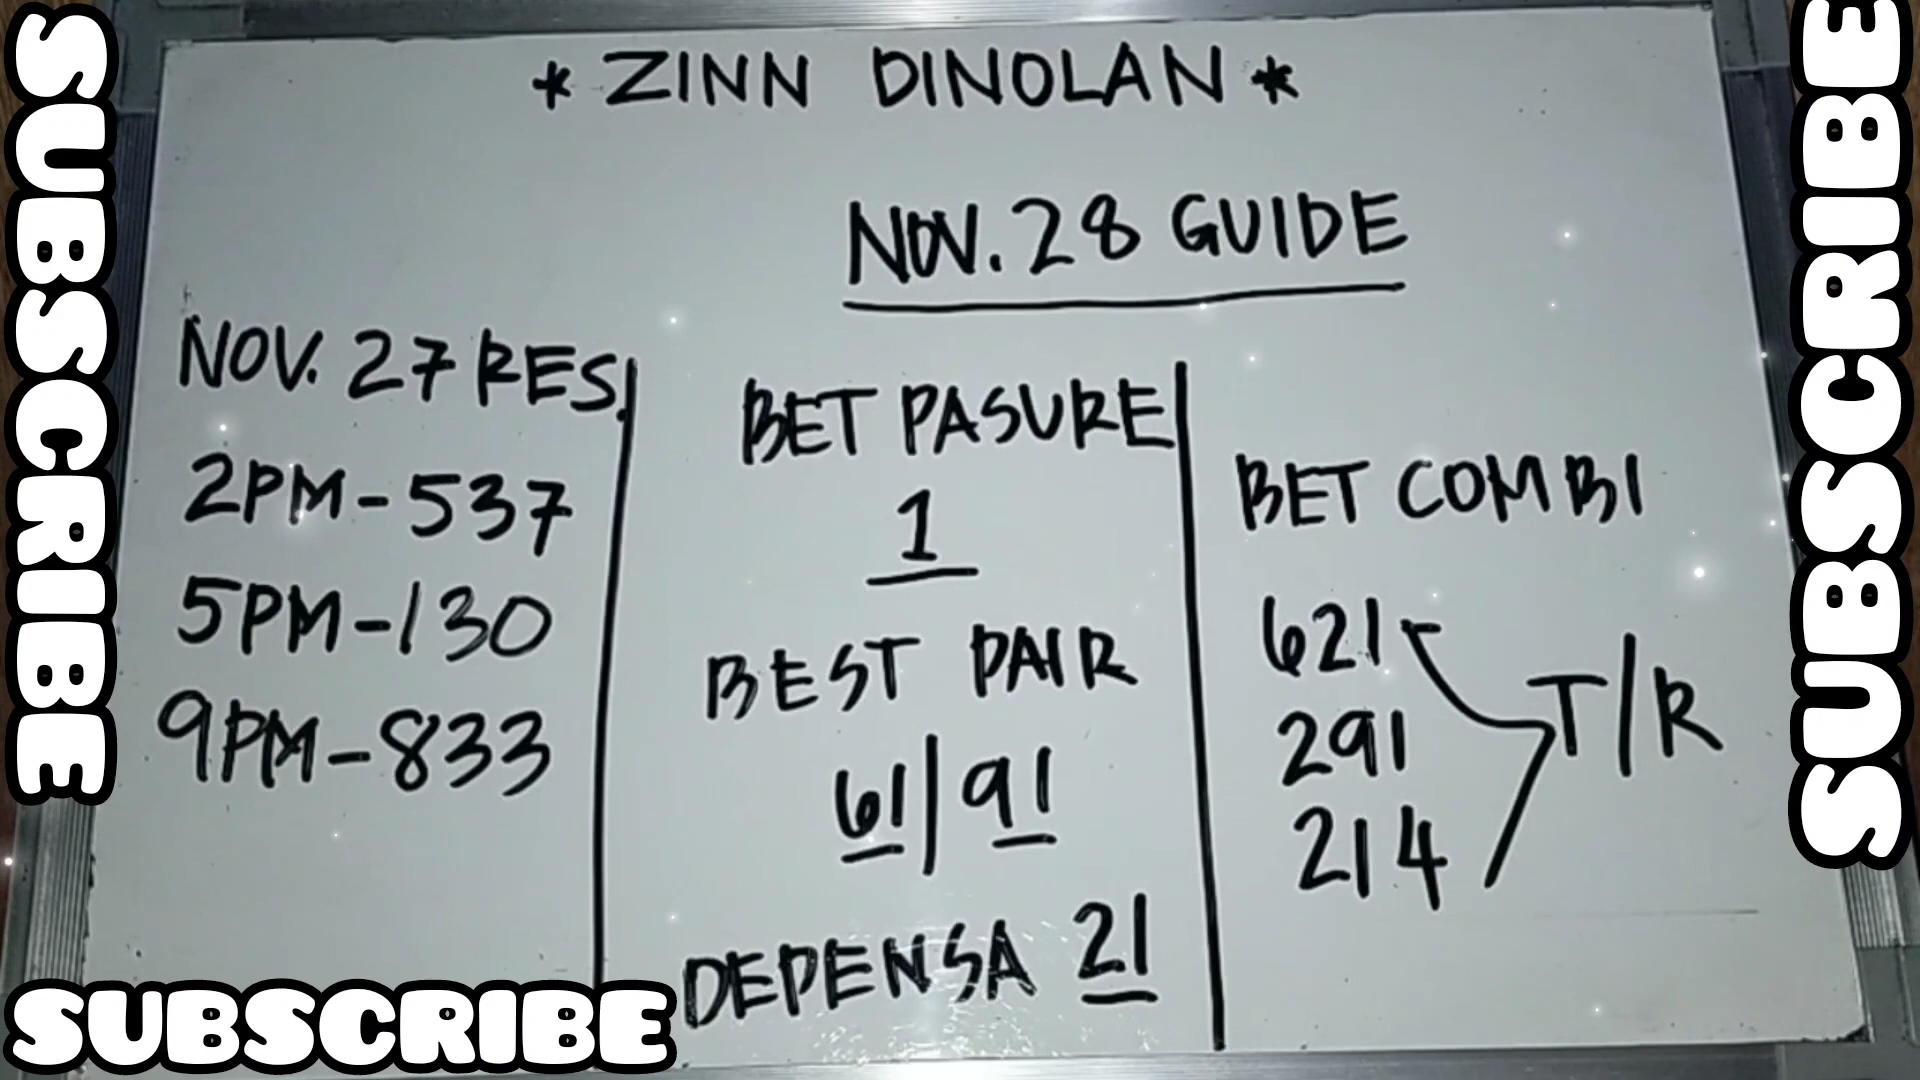 * ZINN DINOLAN *
NOV. 28 GUIDE
NOV. 27 RES.
2PM - 537
5PM - 130
9PM - 833
BET PASURE
1
BEST PAIR
61 | 91
DEPENSA 21
BET COMBI
621
291
214
T/R
SUBSCRIBE
SUBSCRIBE
SUBSCRIBE